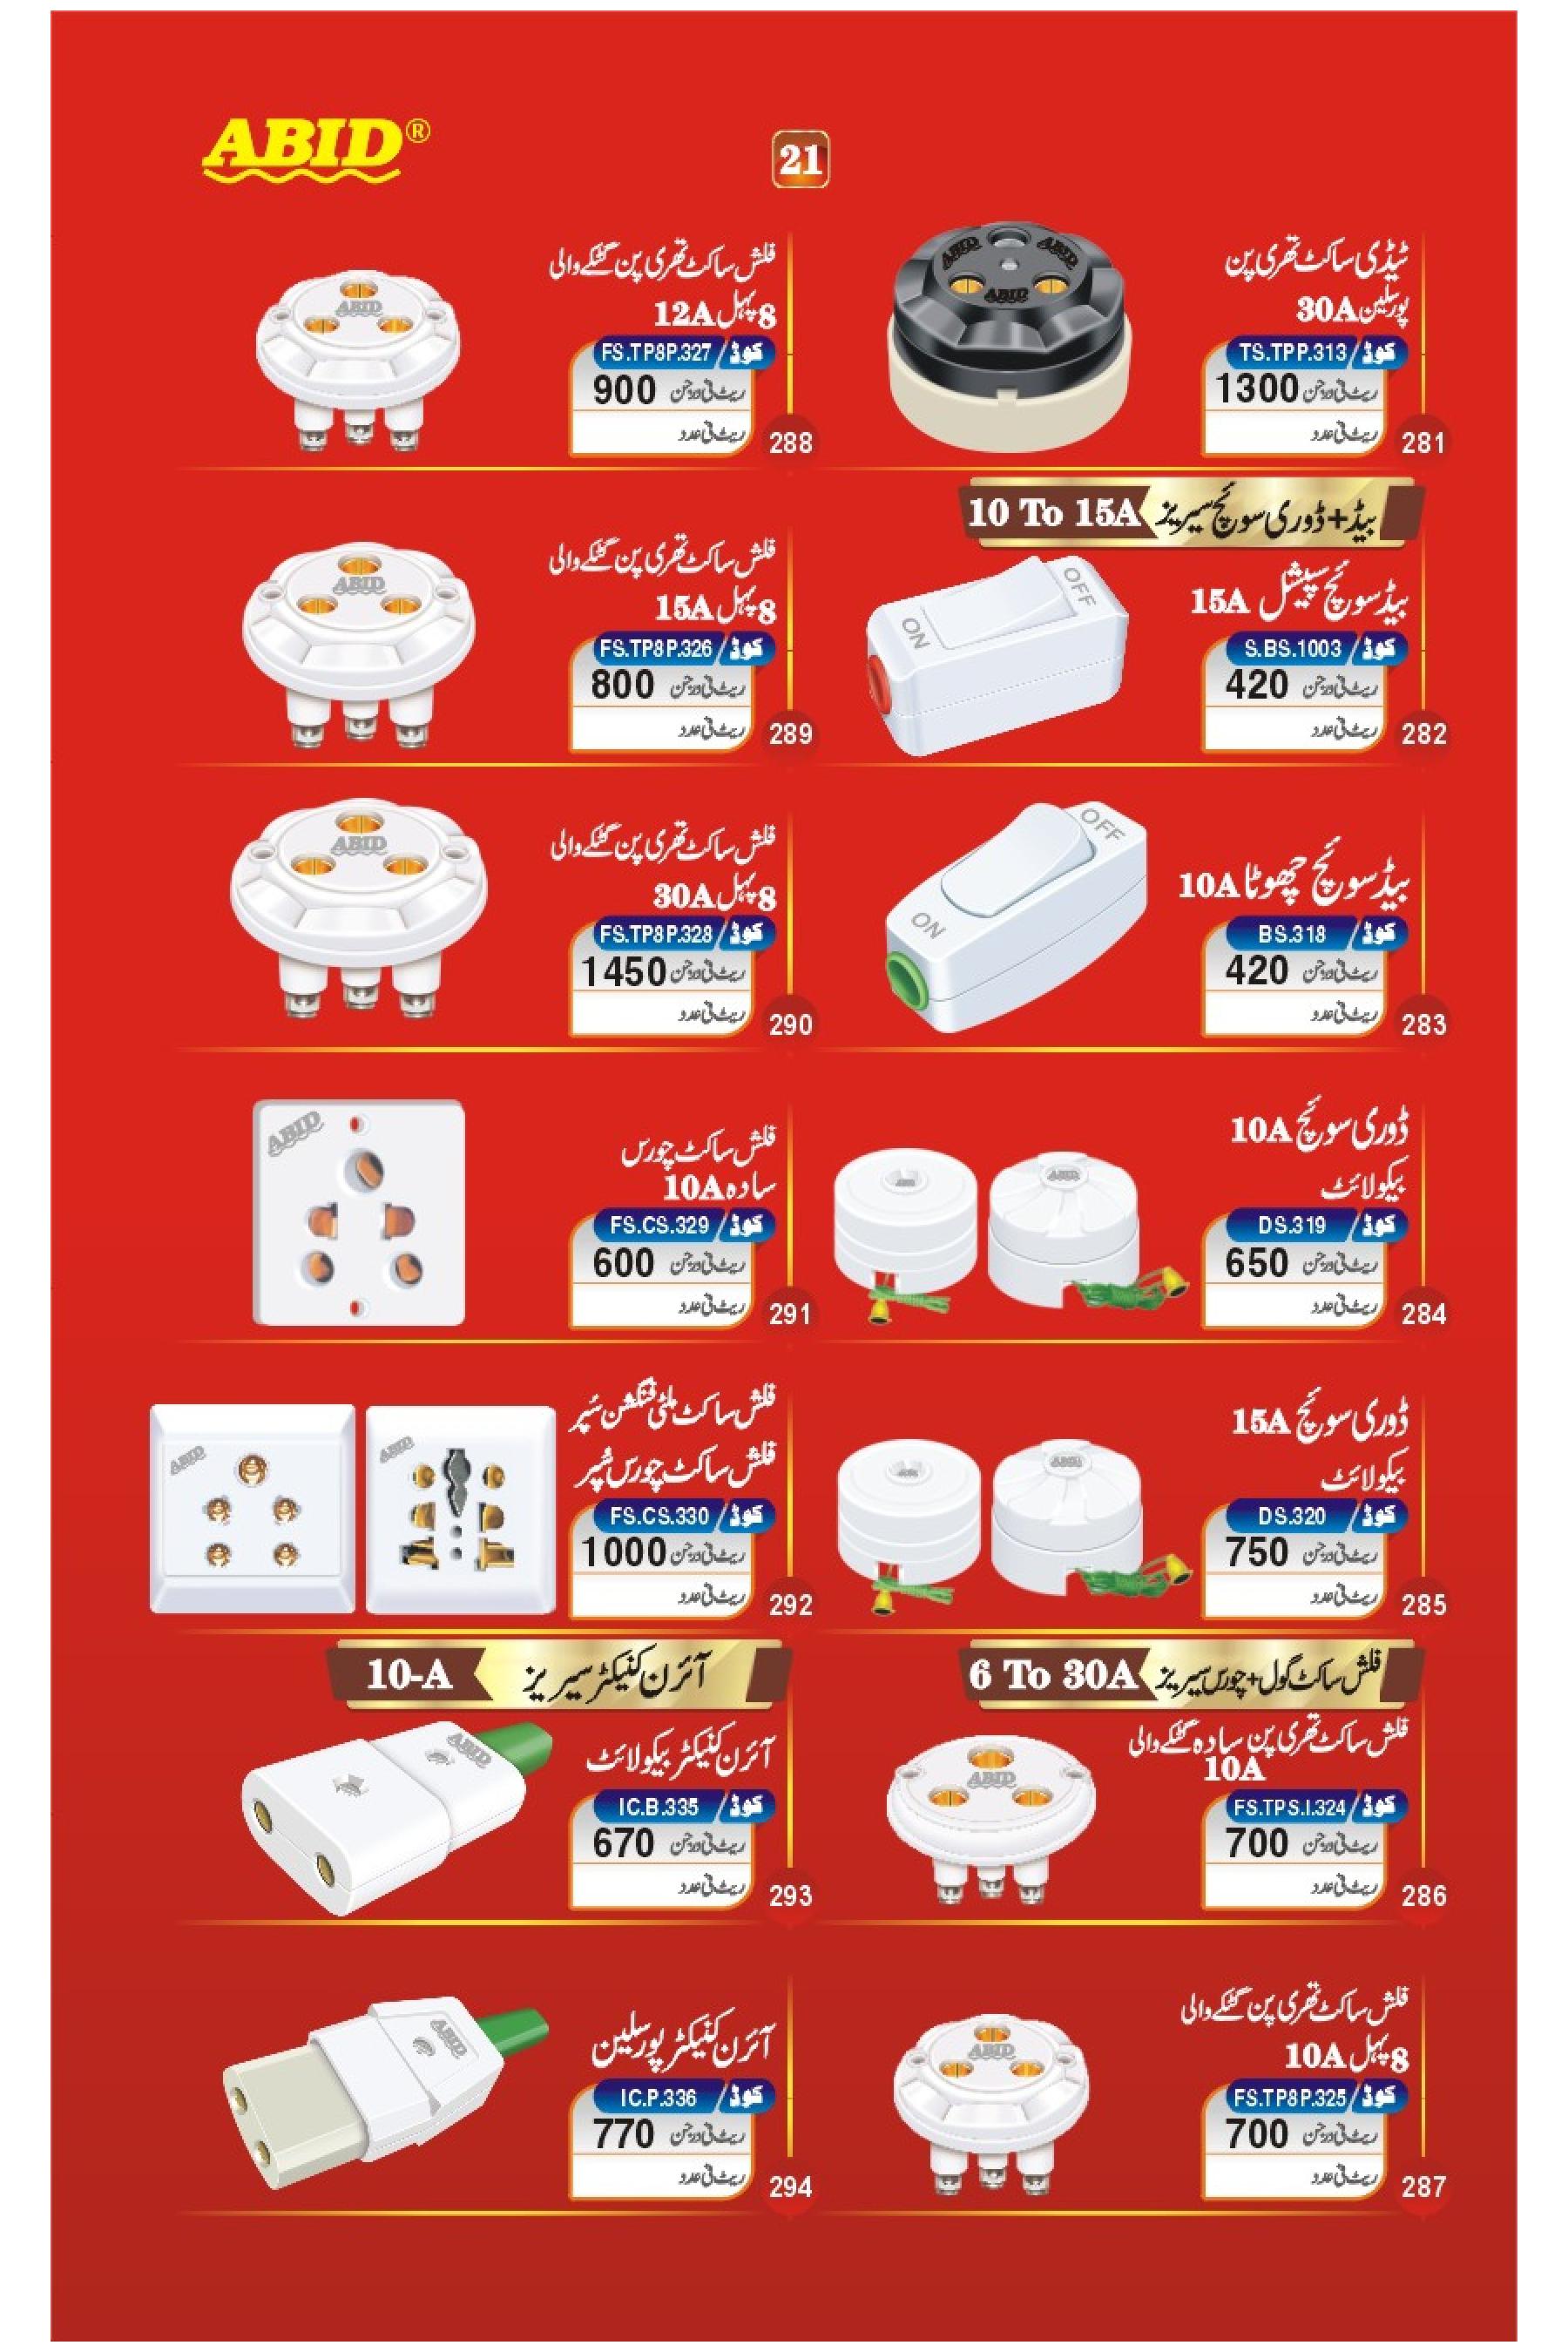 ABID®
21
ٹیڈی ساکٹ تھری پن
پورسلین 30A
کوڈ/ TS.TPP.313
ریٹ فی درجن 1300
ریٹ فی عدد
281
بیڈ+ڈوری سوئچ سیریز 10 To 15A
بیڈ سوئچ سپیشل 15A
کوڈ/ S.BS.1003
ریٹ فی درجن 420
ریٹ فی عدد
282
ON OFF
بیڈ سوئچ چھوٹا 10A
کوڈ/ BS.318
ریٹ فی درجن 420
ریٹ فی عدد
283
ON OFF
ڈوری سوئچ 10A
بیکولائٹ
کوڈ/ DS.319
ریٹ فی درجن 650
ریٹ فی عدد
284
ڈوری سوئچ 15A
بیکولائٹ
کوڈ/ DS.320
ریٹ فی درجن 750
ریٹ فی عدد
285
فلش ساکٹ گول+چورس سیریز 6 To 30A
فلش ساکٹ تھری پن سادہ گٹکے والی
10A
کوڈ/ FS.TPS.I.324
ریٹ فی درجن 700
ریٹ فی عدد
286
فلش ساکٹ تھری پن گٹکے والی
8 پہل 10A
کوڈ/ FS.TP8P.325
ریٹ فی درجن 700
ریٹ فی عدد
287
فلش ساکٹ تھری پن گٹکے والی
8 پہل 12A
کوڈ/ FS.TP8P.327
ریٹ فی درجن 900
ریٹ فی عدد
288
فلش ساکٹ تھری پن گٹکے والی
8 پہل 15A
کوڈ/ FS.TP8P.326
ریٹ فی درجن 800
ریٹ فی عدد
289
فلش ساکٹ تھری پن گٹکے والی
8 پہل 30A
کوڈ/ FS.TP8P.328
ریٹ فی درجن 1450
ریٹ فی عدد
290
فلش ساکٹ چورس
سادہ 10A
کوڈ/ FS.CS.329
ریٹ فی درجن 600
ریٹ فی عدد
291
فلش ساکٹ ملٹی فنکشن سُپر
فلش ساکٹ چورس سُپر
کوڈ/ FS.CS.330
ریٹ فی درجن 1000
ریٹ فی عدد
292
آئرن کنیکٹر سیریز 10-A
آئرن کنیکٹر بیکولائٹ
کوڈ/ IC.B.335
ریٹ فی درجن 670
ریٹ فی عدد
293
آئرن کنیکٹر پورسلین
کوڈ/ IC.P.336
ریٹ فی درجن 770
ریٹ فی عدد
294